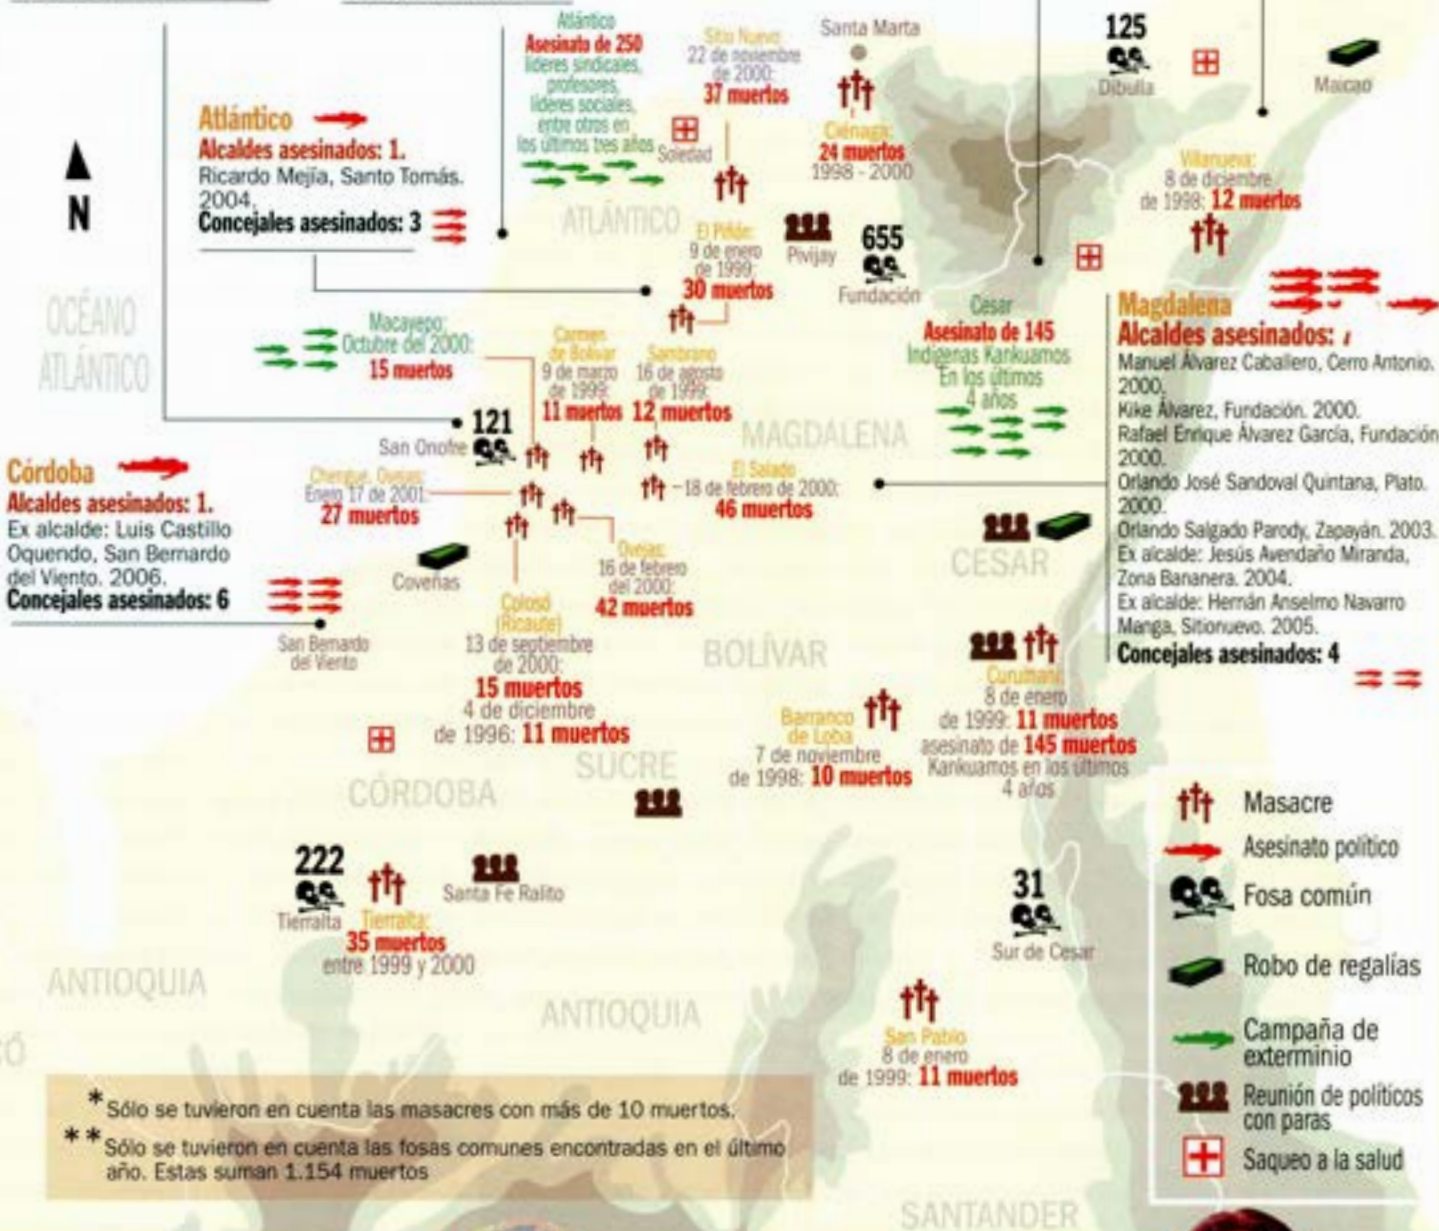 Atlántico
Asesinato de 250
líderes sindicales,
profesores,
líderes sociales,
entre otros en
los últimos tres años
Sitio Nuevo:
22 de noviembre
de 2000:
37 muertos
Santa Marta
Ciénaga:
24 muertos
1998 - 2000
125
Dibulla
Maicao
Atlántico
Alcaldes asesinados: 1.
Ricardo Mejía, Santo Tomás.
2004.
Concejales asesinados: 3
N
Soledad
ATLÁNTICO
Villanueva:
8 de diciembre
de 1998: 12 muertos
El Piñón:
9 de enero
de 1999:
30 muertos
Pivijay
655
Fundación
OCÉANO
ATLÁNTICO
Macayepo:
Octubre del 2000:
15 muertos
Carmen
de Bolívar
9 de marzo
de 1999:
11 muertos
Sambrano
16 de agosto
de 1999:
12 muertos
Cesar
Asesinato de 145
Indígenas Kankuamos
En los últimos
4 años
Magdalena
Alcaldes asesinados:
Manuel Álvarez Caballero, Cerro Antonio.
2000.
Kike Álvarez, Fundación. 2000.
Rafael Enrique Álvarez García, Fundación
2000.
Orlando José Sandoval Quintana, Plato.
2000.
Orlando Salgado Parody, Zapayán. 2003.
Ex alcalde: Jesús Avendaño Miranda,
Zona Bananera. 2004.
Ex alcalde: Hernán Anselmo Navarro
Manga, Sitionuevo. 2005.
Concejales asesinados: 4
121
San Onofre
MAGDALENA
Córdoba
Alcaldes asesinados: 1.
Ex alcalde: Luis Castillo
Oquendo, San Bernardo
del Viento. 2006.
Concejales asesinados: 6
San Bernardo
del Viento
Chengue, Ovejas:
Enero 17 de 2001:
27 muertos
El Salado
18 de febrero de 2000:
46 muertos
Coveñas
Ovejas:
16 de febrero
del 2000:
42 muertos
CESAR
Colosó
(Ricaute)
13 de septiembre
de 2000:
15 muertos
4 de diciembre
de 1996: 11 muertos
BOLÍVAR
Curumaní:
8 de enero
de 1999: 11 muertos
asesinato de 145 muertos
Kankuamos en los últimos
4 años
Barranco
de Loba
7 de noviembre
de 1998: 10 muertos
SUCRE
CÓRDOBA
222
Tierralta
Tierralta:
35 muertos
entre 1999 y 2000
Santa Fe Ralito
31
Sur de Cesar
ANTIOQUIA
ANTIOQUIA
San Pablo
8 de enero
de 1999: 11 muertos
Masacre
Asesinato político
Fosa común
Robo de regalías
Campaña de
exterminio
Reunión de políticos
con paras
Saqueo a la salud
CÓ
* Sólo se tuvieron en cuenta las masacres con más de 10 muertos.
** Sólo se tuvieron en cuenta las fosas comunes encontradas en el último
año. Estas suman 1.154 muertos
SANTANDER